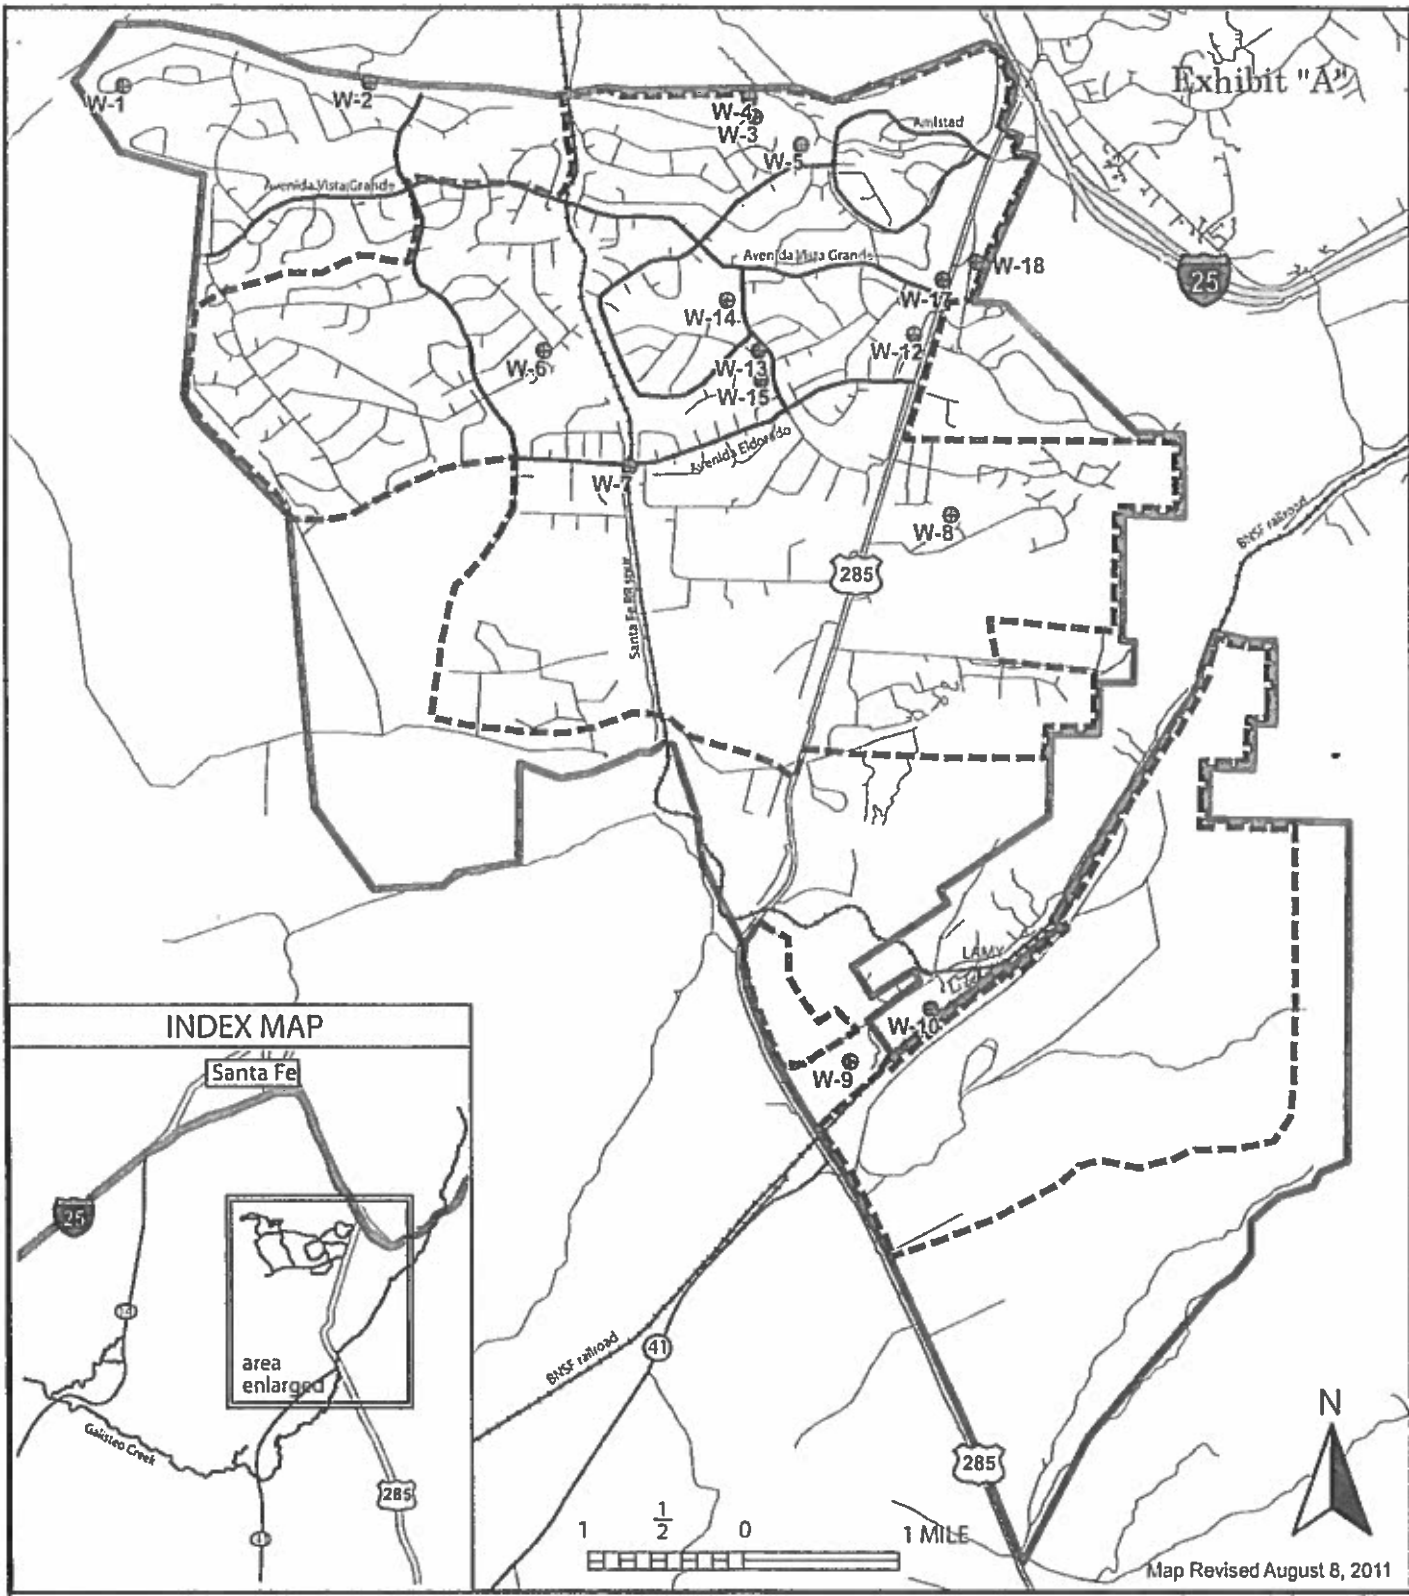 Exhibit "A"
W-1
W-2
W-4
W-3
W-5
Amistad
Avenida Vista Grande
Avenida Vista Grande
W-18
W-17
25
W-14
W-12
W-6
W-13
W-15
Avenida Eldorado
W-7
W-8
BNSF railroad
285
Santa Fe RR spur
LAMY
W-10
W-9
INDEX MAP
Santa Fe
25
14
area
enlarged
Galisteo Creek
285
41
BNSF railroad
41
285
N
1 1/2 0 1 MILE
Map Revised August 8, 2011